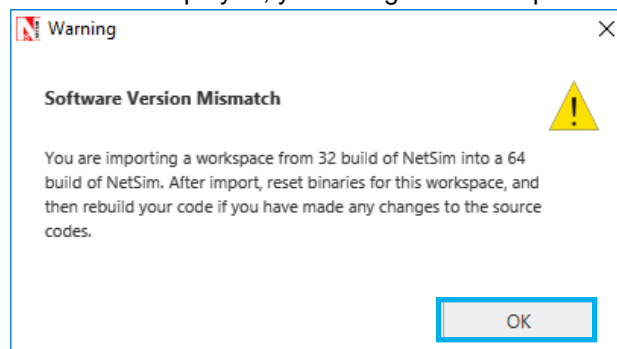 Warning
Software Version Mismatch
You are importing a workspace from 32 build of NetSim into a 64
build of NetSim. After import, reset binaries for this workspace, and
then rebuild your code if you have made any changes to the source
codes.
OK